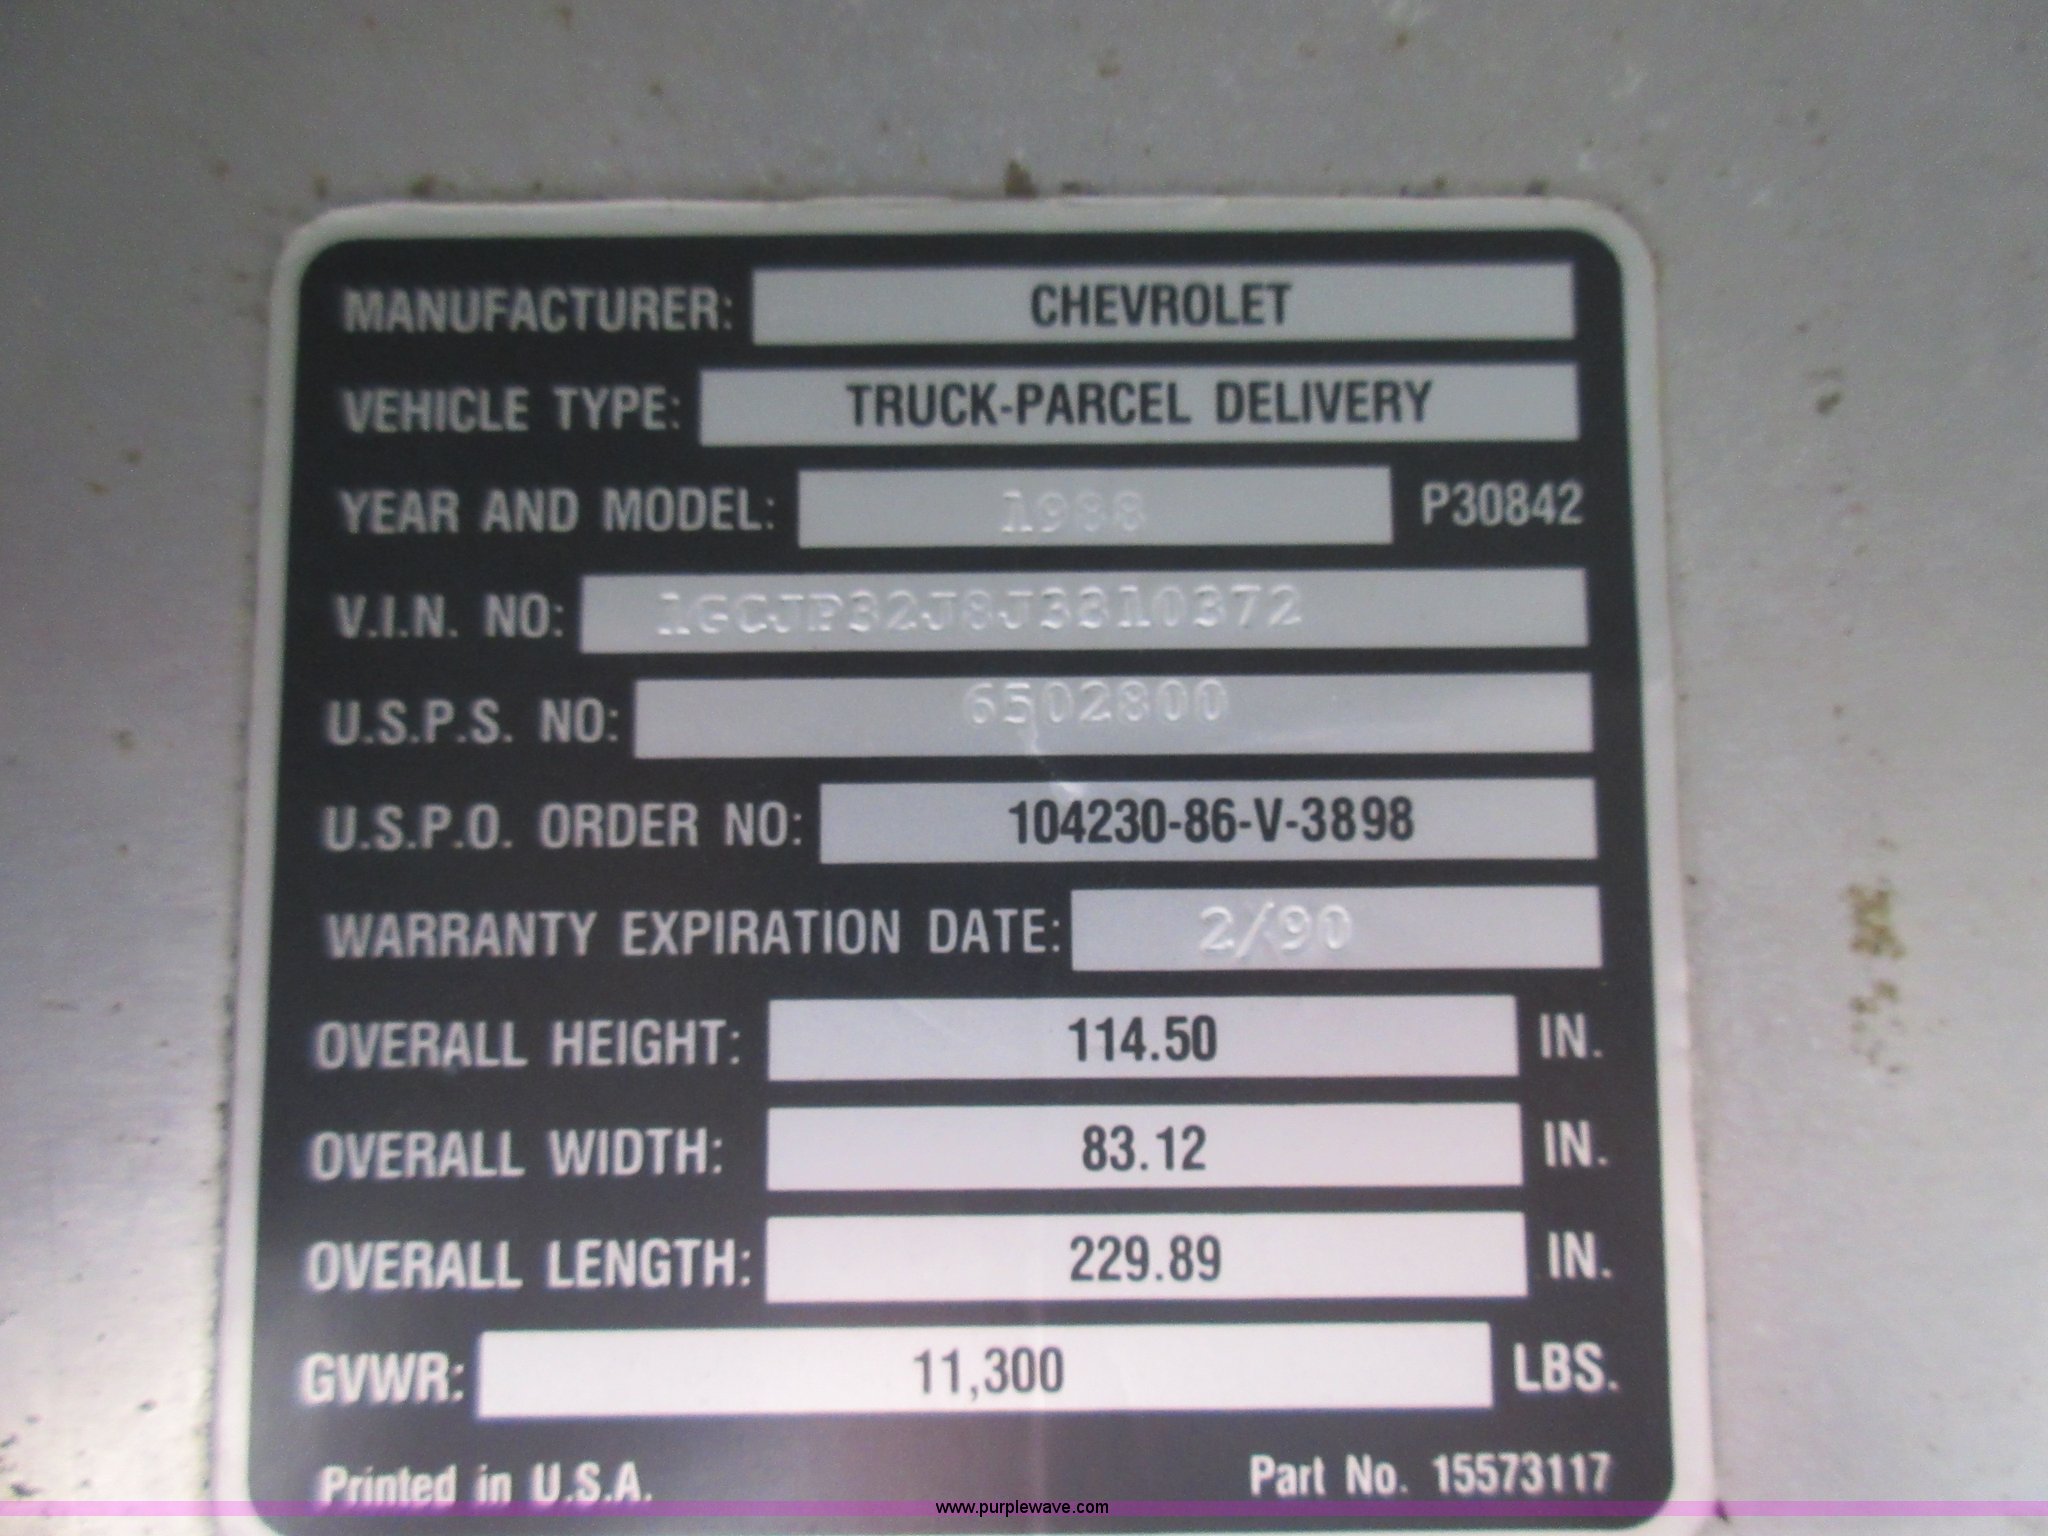 MANUFACTURER: CHEVROLET
VEHICLE TYPE: TRUCK-PARCEL DELIVERY
YEAR AND MODEL: 1988 P30842
V.I.N. NO: 1GCJP32J8J3310372
U.S.P.S. NO: 6502800
U.S.P.O. ORDER NO: 104230-86-V-3898
WARRANTY EXPIRATION DATE: 2/90
OVERALL HEIGHT: 114.50 IN.
OVERALL WIDTH: 83.12 IN.
OVERALL LENGTH: 229.89 IN.
GVWR: 11,300 LBS.
Printed in U.S.A. Part No. 15573117
www.purplewave.com